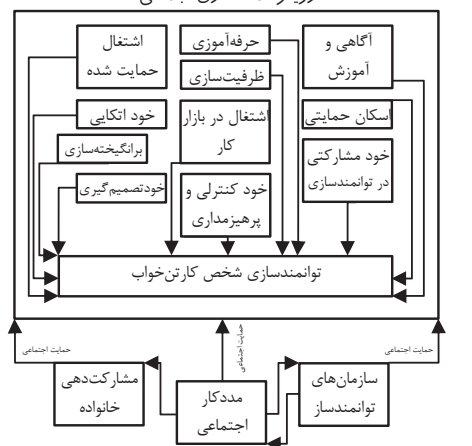 آگاهی و
آموزش
حرفه‌آموزی
اشتغال
حمایت شده
ظرفیت‌سازی
اسکان حمایتی
اشتغال در بازار
کار
خود اتکایی
برانگیخته‌سازی
خود مشارکتی
در توانمندسازی
خود کنترلی و
پرهیزمداری
خودتصمیم‌گیری
توانمندسازی شخص کارتن‌خواب
حمایت اجتماعی
حمایت اجتماعی
حمایت اجتماعی
سازمان‌های
توانمندساز
مددکار
اجتماعی
مشارکت‌دهی
خانواده